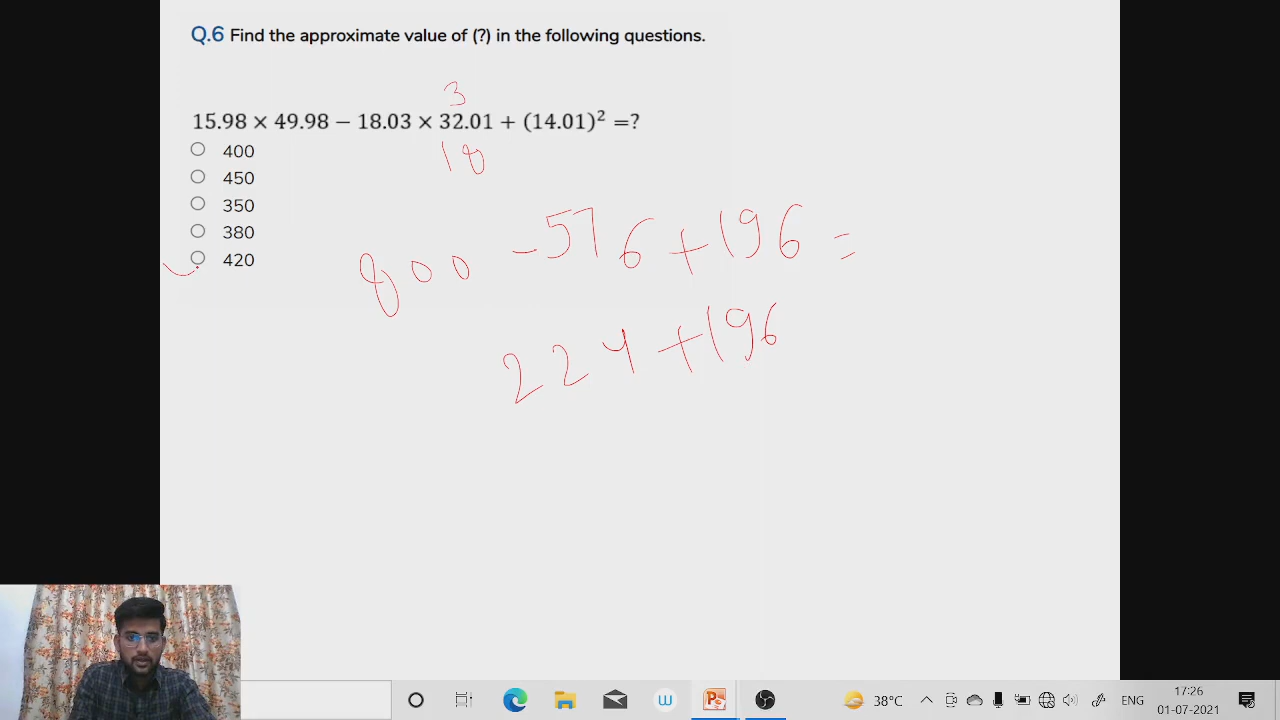 Q.6 Find the approximate value of (?) in the following questions.
3
15.98 × 49.98 − 18.03 × 32.01 + (14.01)² =?
18
400
450
350
380
420
800 - 576 + 196 =
224 + 196
38°C ENG 17:26
01-07-2021